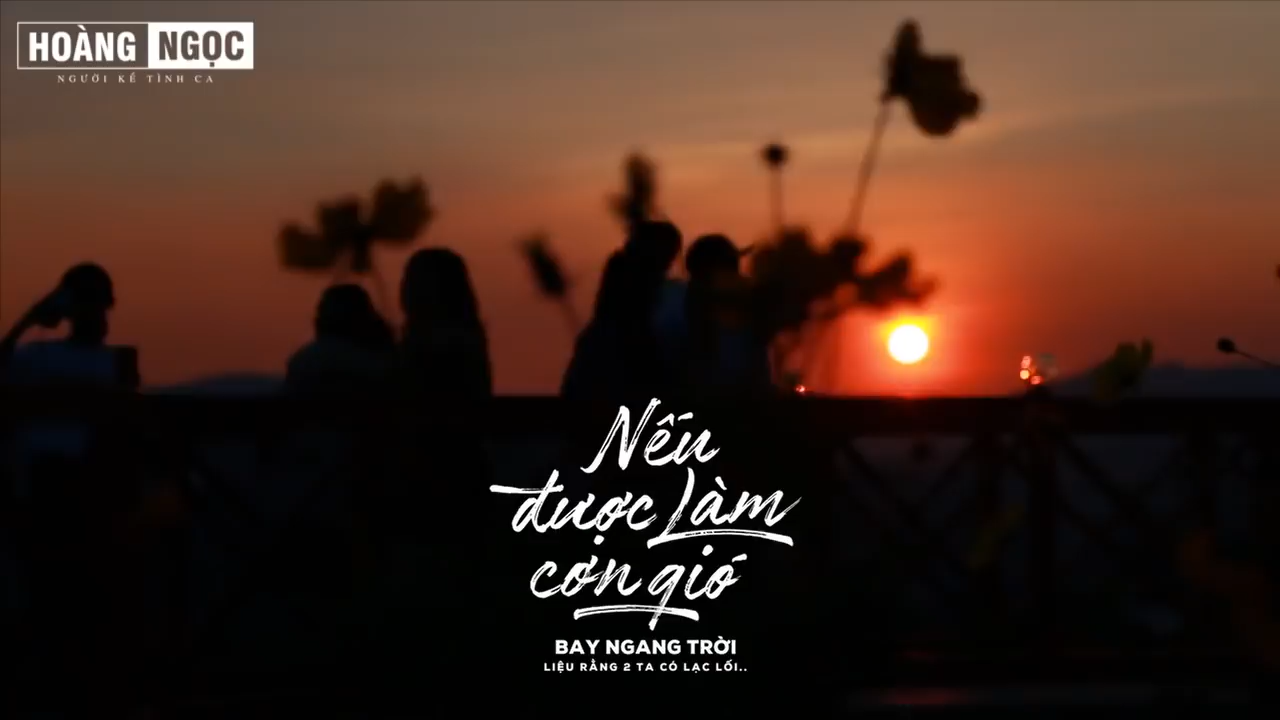 HOÀNG NGỌC
NGƯỜI KỂ TÌNH CA
Nếu
được Làm
cơn gió
BAY NGANG TRỜI
LIỆU RẰNG 2 TA CÓ LẠC LỐI..